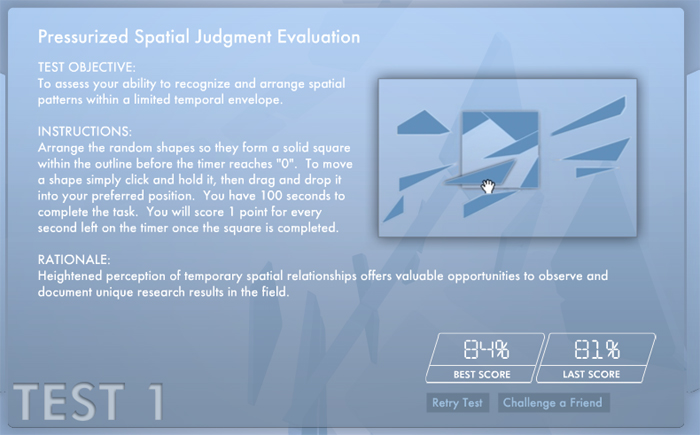 Pressurized Spatial Judgment Evaluation
TEST OBJECTIVE:
To assess your ability to recognize and arrange spatial
patterns within a limited temporal envelope.
INSTRUCTIONS:
Arrange the random shapes so they form a solid square
within the outline before the timer reaches "0". To move
a shape simply click and hold it, then drag and drop it
into your preferred position. You have 100 seconds to
complete the task. You will score 1 point for every
second left on the timer once the square is completed.
RATIONALE:
Heightened perception of temporary spatial relationships offers valuable opportunities to observe and
document unique research results in the field.
84% 81%
BEST SCORE LAST SCORE
Retry Test Challenge a Friend
TEST 1